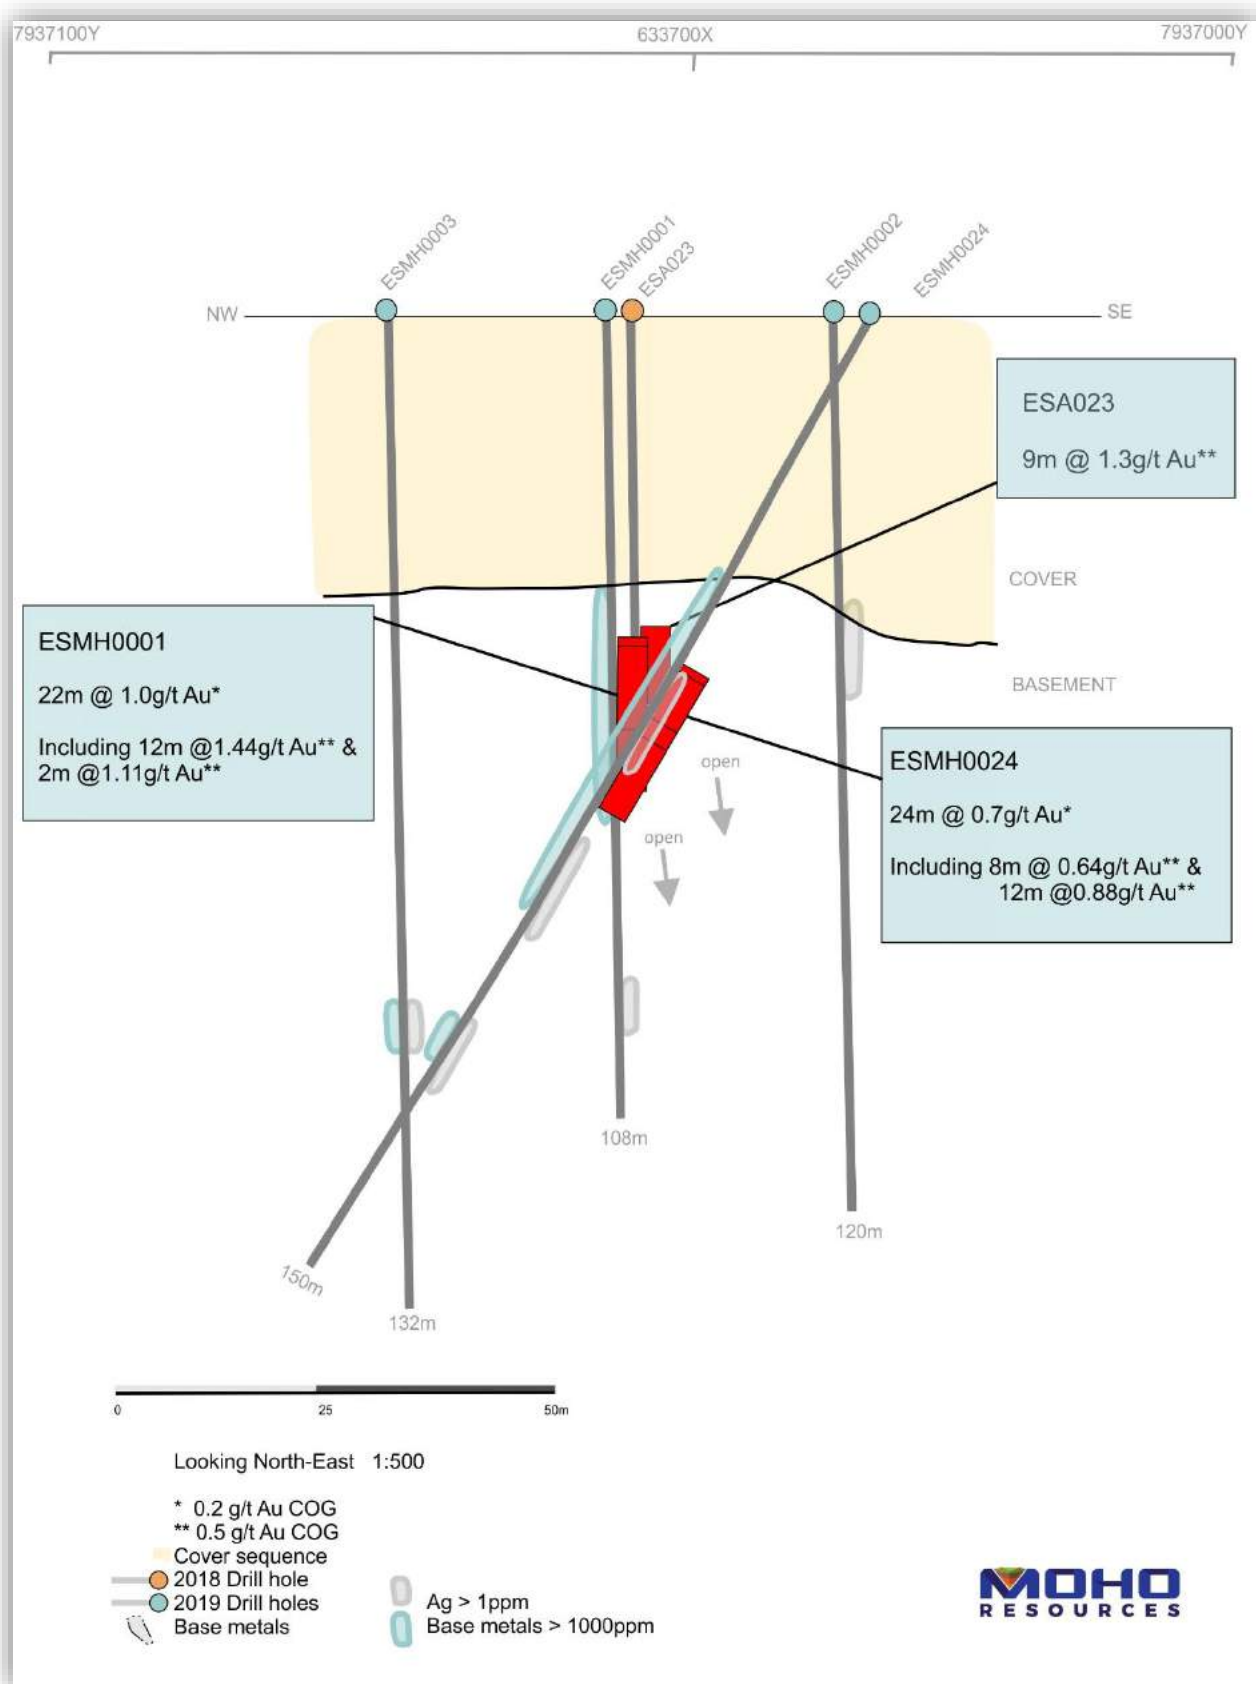 7937100Y
633700X
7937000Y
ESMH0003
ESMH0001
ESA023
ESMH0002
ESMH0024
NW
SE
ESA023
9m @ 1.3g/t Au**
COVER
BASEMENT
ESMH0001
22m @ 1.0g/t Au*
Including 12m @1.44g/t Au** &
2m @1.11g/t Au**
open
open
ESMH0024
24m @ 0.7g/t Au*
Including 8m @ 0.64g/t Au** &
12m @0.88g/t Au**
108m
120m
150m
132m
0
25
50m
Looking North-East 1:500
* 0.2 g/t Au COG
** 0.5 g/t Au COG
Cover sequence
2018 Drill hole
2019 Drill holes
Base metals
Ag > 1ppm
Base metals > 1000ppm
MOHO
RESOURCES